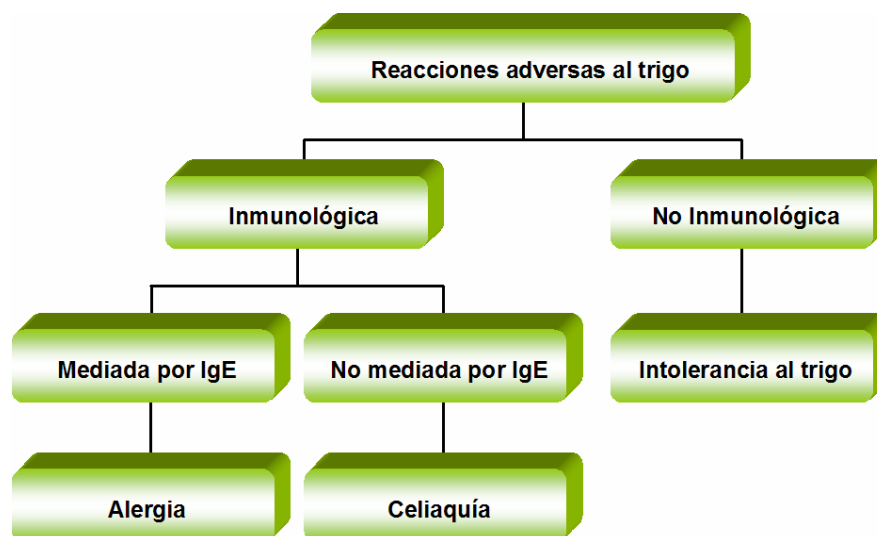 Reacciones adversas al trigo
Inmunológica
No Inmunológica
Mediada por IgE
No mediada por IgE
Intolerancia al trigo
Alergia
Celiaquía